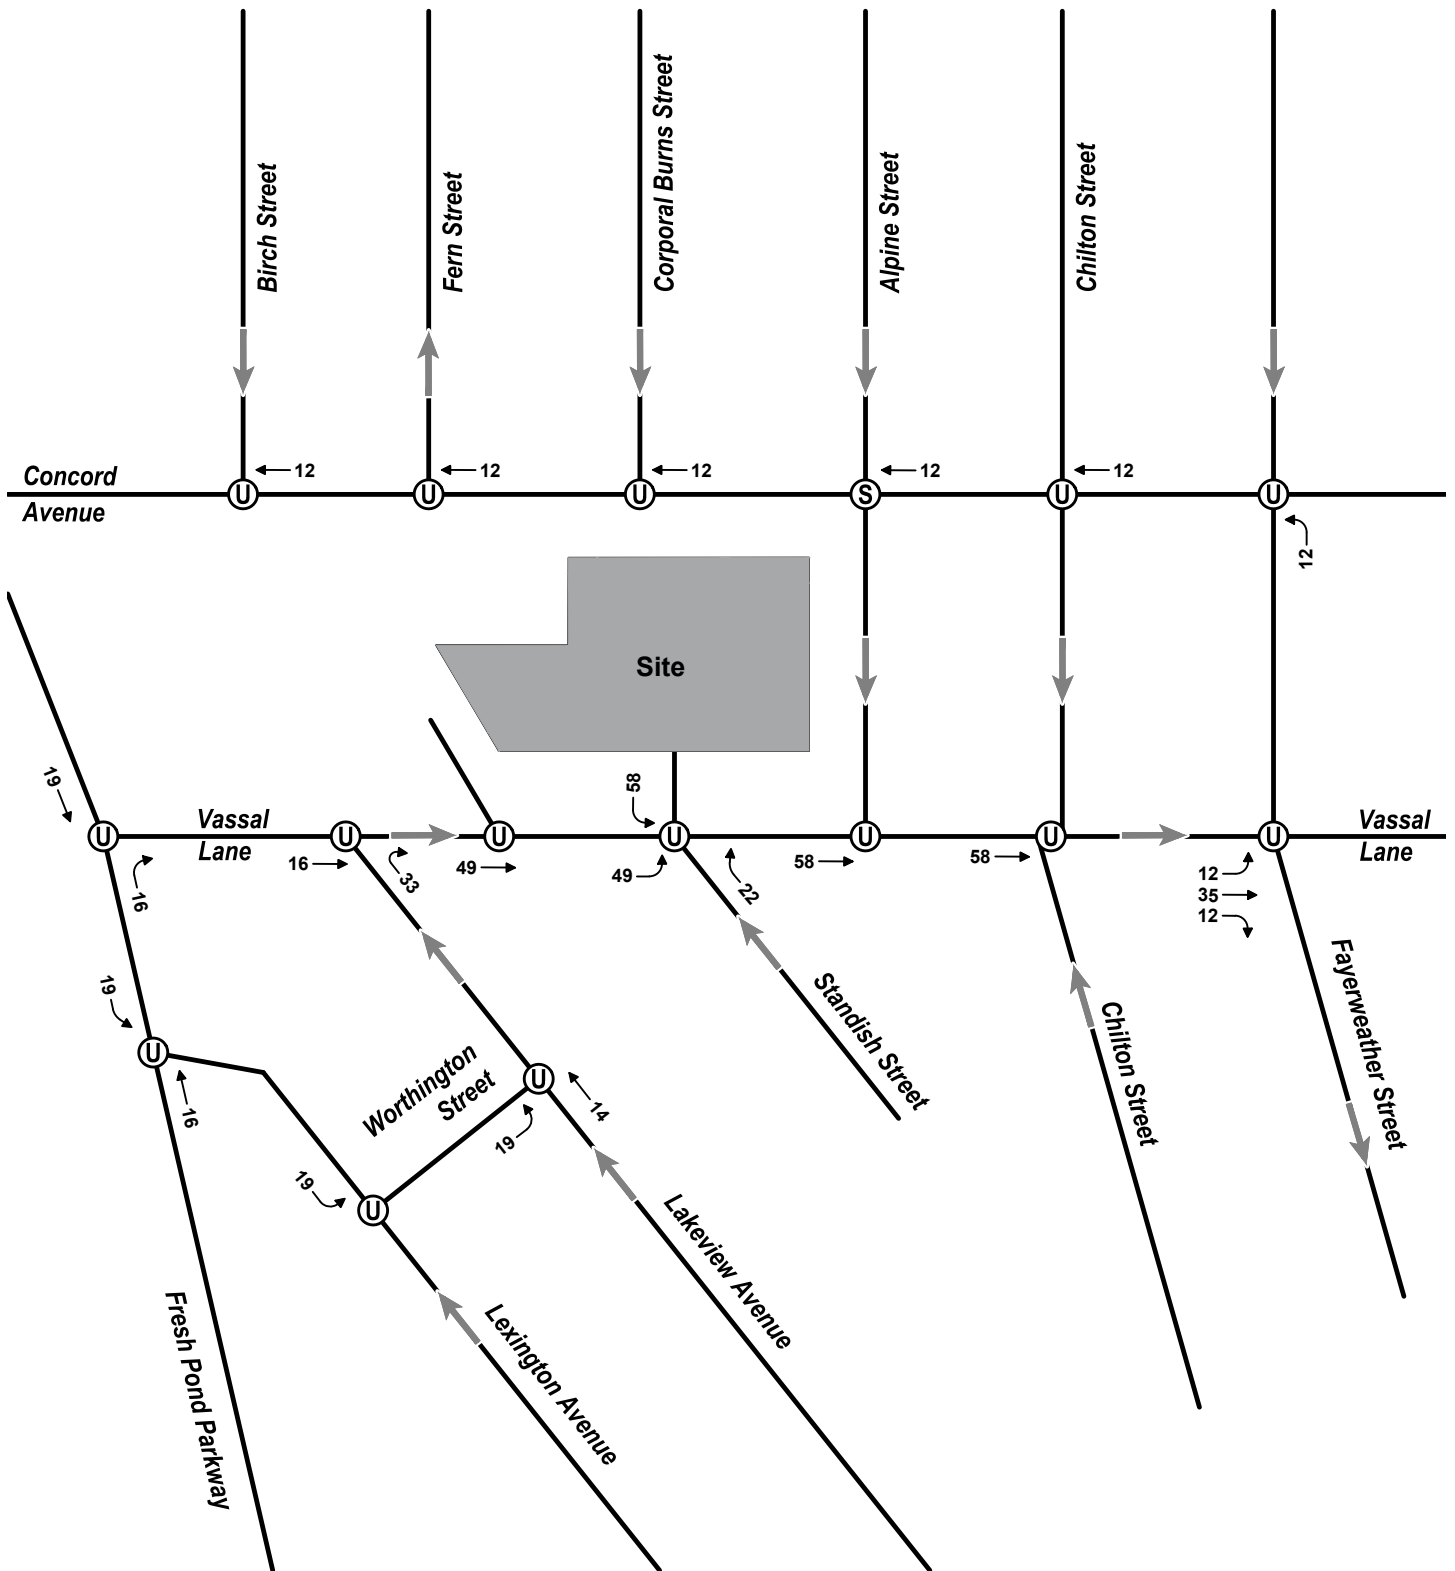 Birch Street
Fern Street
Corporal Burns Street
Alpine Street
Chilton Street
Concord
Avenue
12
12
12
12
12
U
U
U
S
U
U
12
Site
19
58
Vassal
Lane
Vassal
Lane
U
U
U
U
U
U
U
16
33
49
49
22
58
58
12
35
12
16
19
U
16
Worthington
Street
U
14
19
19
U
Standish Street
Chilton Street
Fayerweather Street
Lakeview Avenue
Lexington Avenue
Fresh Pond Parkway